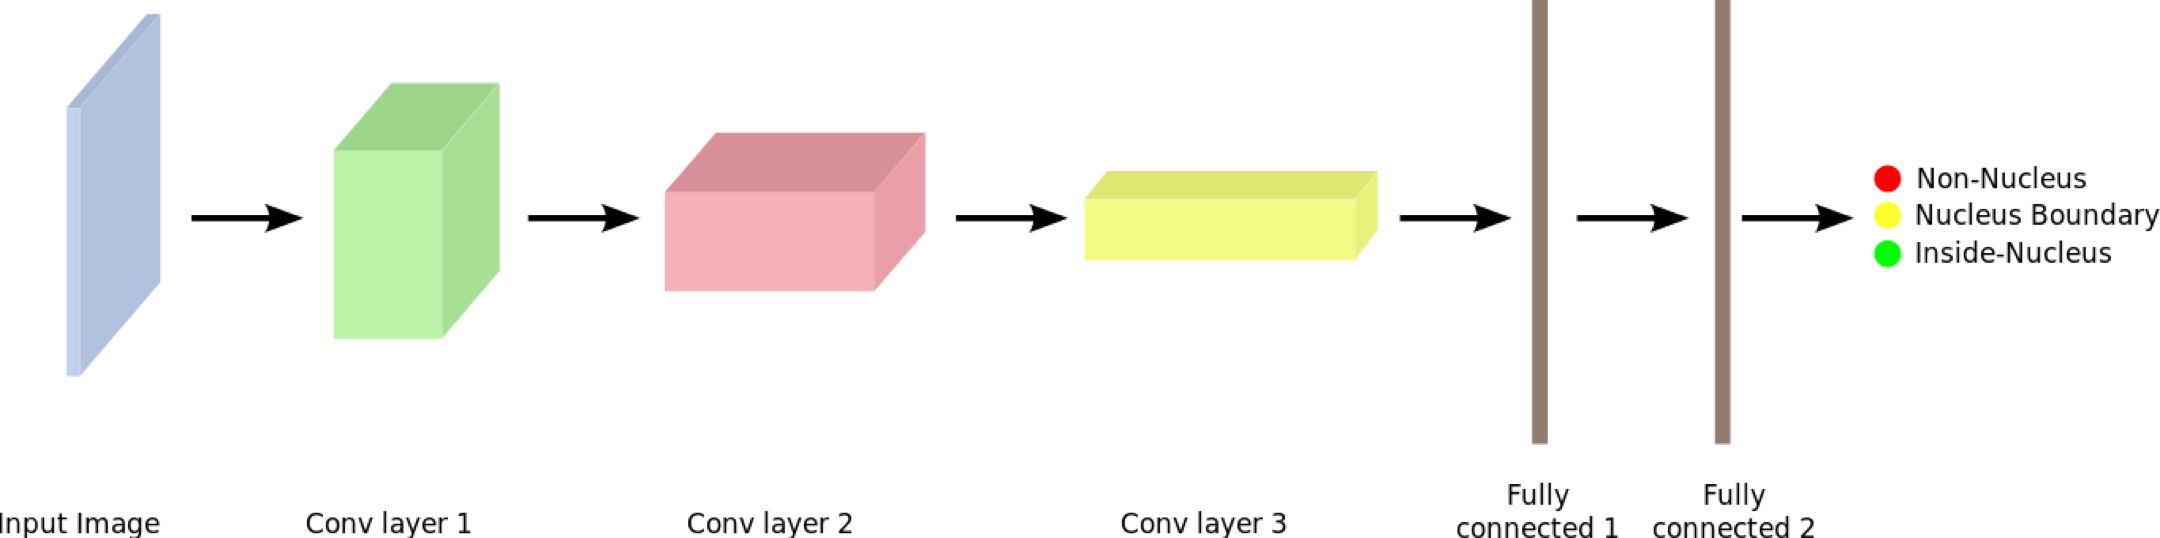 Non-Nucleus
Nucleus Boundary
Inside-Nucleus
Input Image
Conv layer 1
Conv layer 2
Conv layer 3
Fully
connected 1
Fully
connected 2